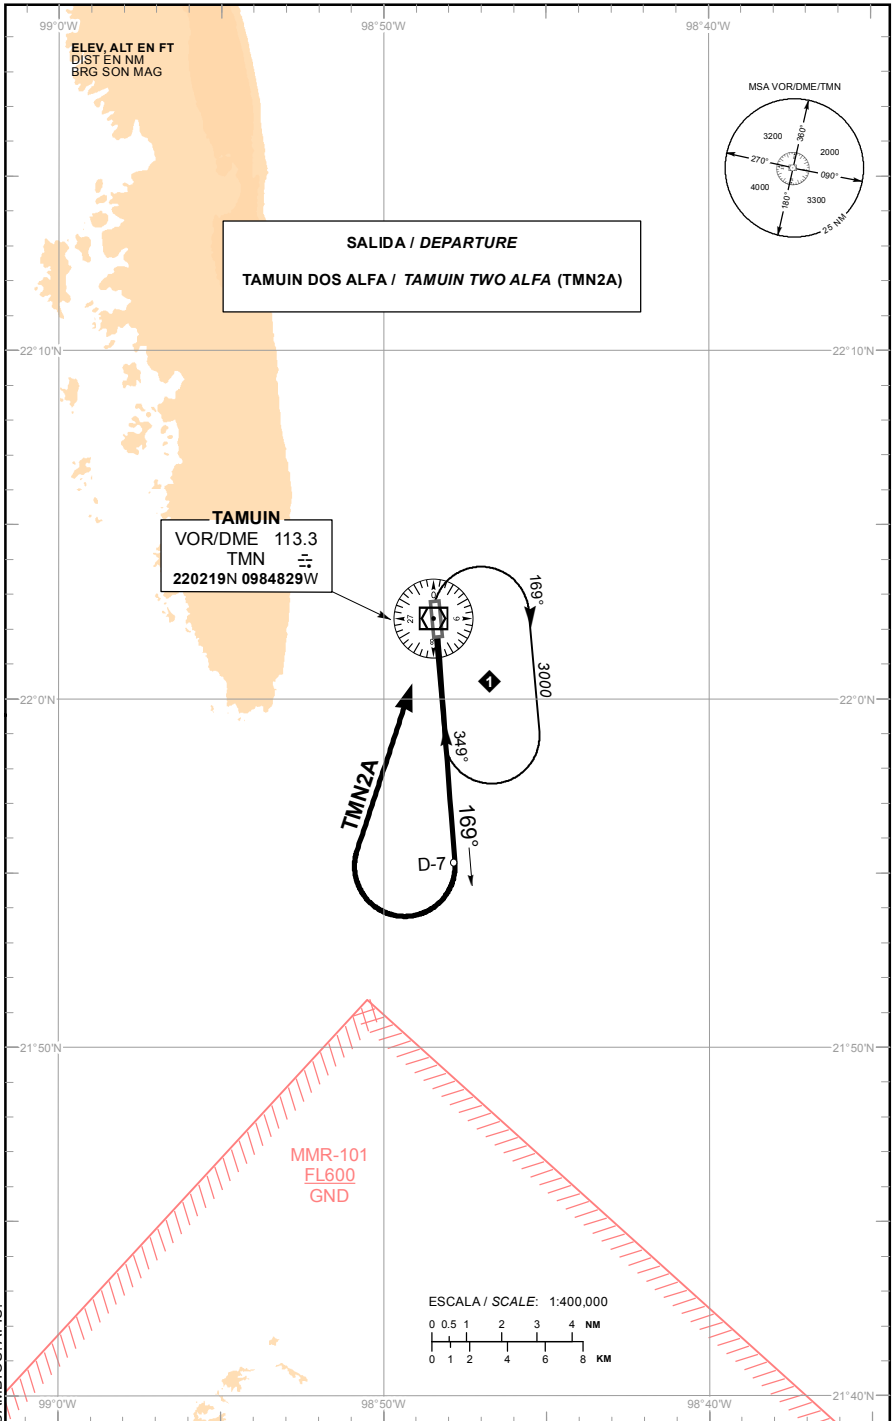 99°0'W
98°50'W
98°40'W
ELEV, ALT EN FT
DIST EN NM
BRG SON MAG
MSA VOR/DME/TMN
3200
360°
2000
270°
090°
4000
180°
3300
25 NM
SALIDA / DEPARTURE
TAMUIN DOS ALFA / TAMUIN TWO ALFA (TMN2A)
22°10'N
22°10'N
TAMUIN
VOR/DME 113.3
TMN
220219N 0984829W
0
27
9
169°
3000
1
22°0'N
22°0'N
349°
TMN2A
169°
D-7
21°50'N
21°50'N
MMR-101
FL600
GND
ESCALA / SCALE: 1:400,000
0 0.5 1 2 3 4 NM
0 1 2 4 6 8 KM
21°40'N
99°0'W
98°50'W
98°40'W